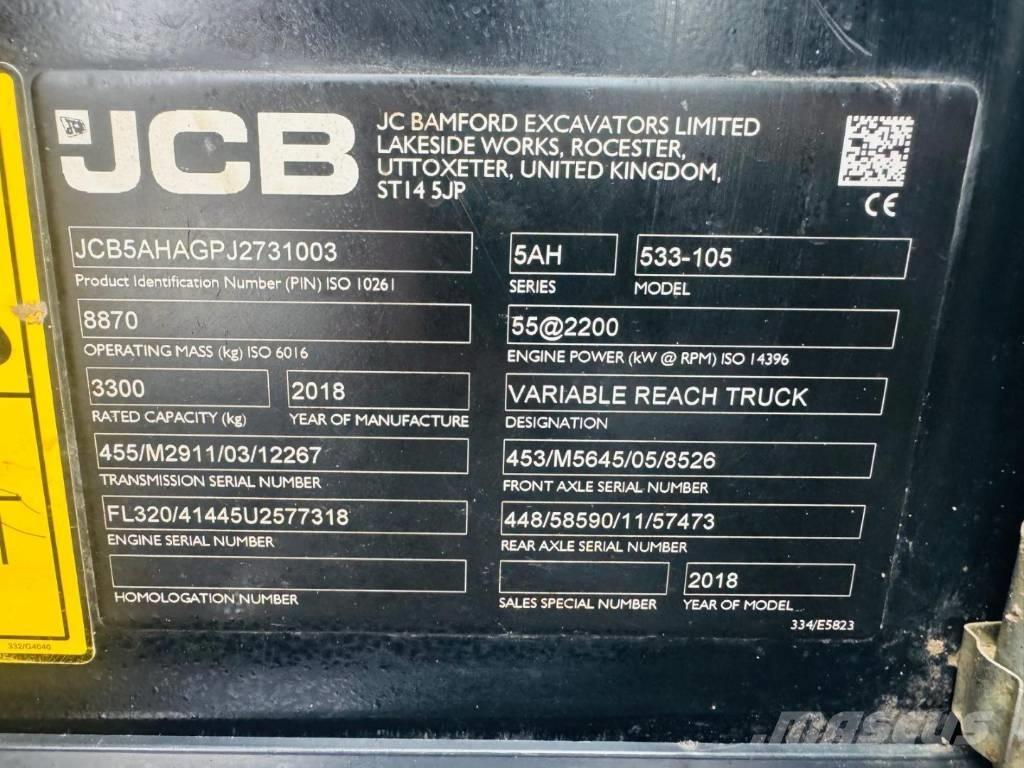 JCB
JC BAMFORD EXCAVATORS LIMITED
LAKESIDE WORKS, ROCESTER,
UTTOXETER, UNITED KINGDOM,
ST14 5JP
CE
JCB5AHAGPJ2731003
Product Identification Number (PIN) ISO 10261
5AH
SERIES
533-105
MODEL
8870
OPERATING MASS (kg) ISO 6016
55@2200
ENGINE POWER (kW @ RPM) ISO 14396
3300
RATED CAPACITY (kg)
2018
YEAR OF MANUFACTURE
VARIABLE REACH TRUCK
DESIGNATION
455/M2911/03/12267
TRANSMISSION SERIAL NUMBER
453/M5645/05/8526
FRONT AXLE SERIAL NUMBER
FL320/41445U2577318
ENGINE SERIAL NUMBER
448/58590/11/57473
REAR AXLE SERIAL NUMBER
HOMOLOGATION NUMBER
SALES SPECIAL NUMBER
2018
YEAR OF MODEL
334/E5823
332/G4040
MASCUS